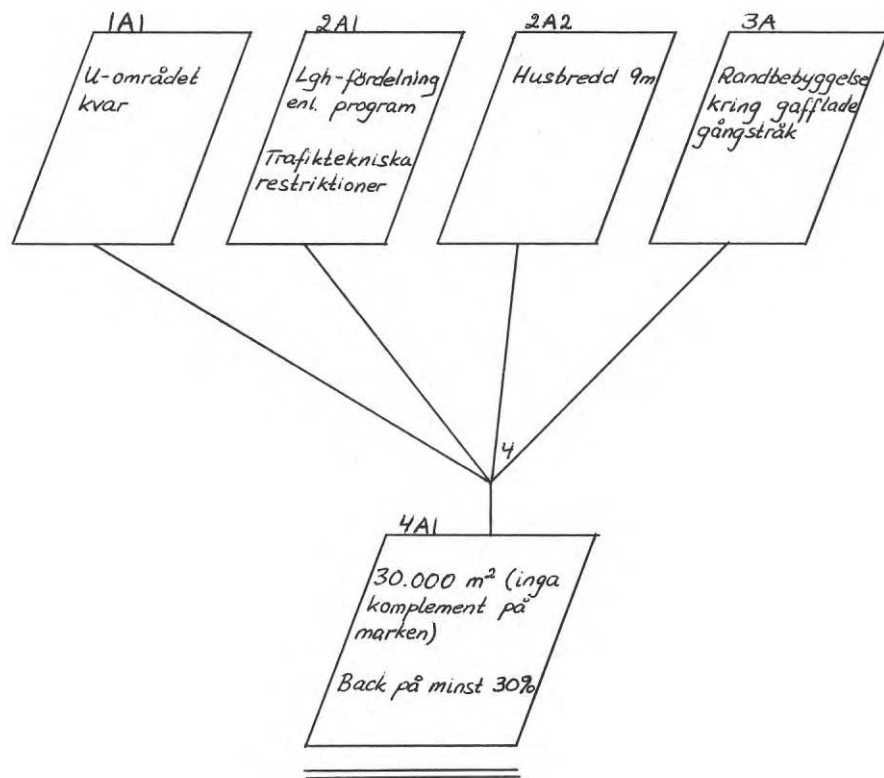 1A1
U-området
kvar
2A1
Lgh-fördelning
enl. program
Trafiktekniska
restriktioner
2A2
Husbredd 9m
3A
Randbebyggelse
kring gafflade
gångstråk
4
4A1
30.000 m² (inga
komplement på
marken)
Back på minst 30%